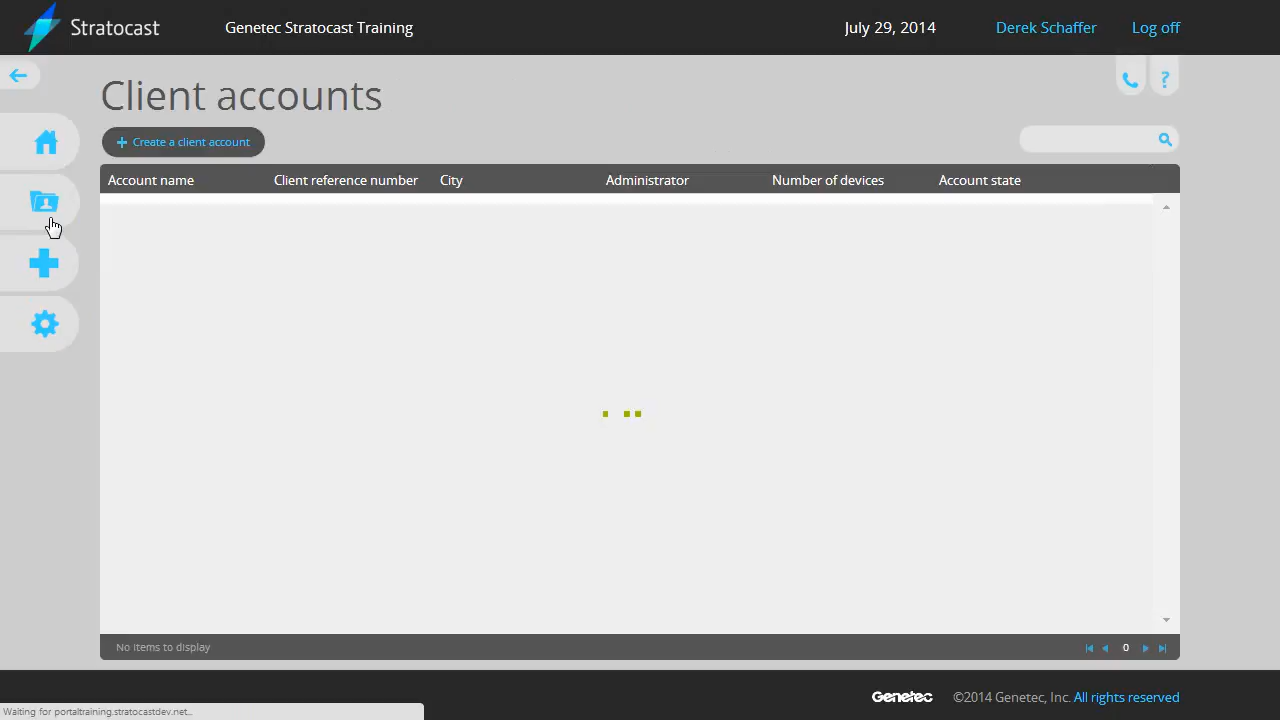 Stratocast
Genetec Stratocast Training
July 29, 2014
Derek Schaffer
Log off
?
Client accounts
+ Create a client account
Account name
Client reference number
City
Administrator
Number of devices
Account state
No items to display
0
Genetec
©2014 Genetec, Inc. All rights reserved
Waiting for portaltraining.stratocastdev.net...